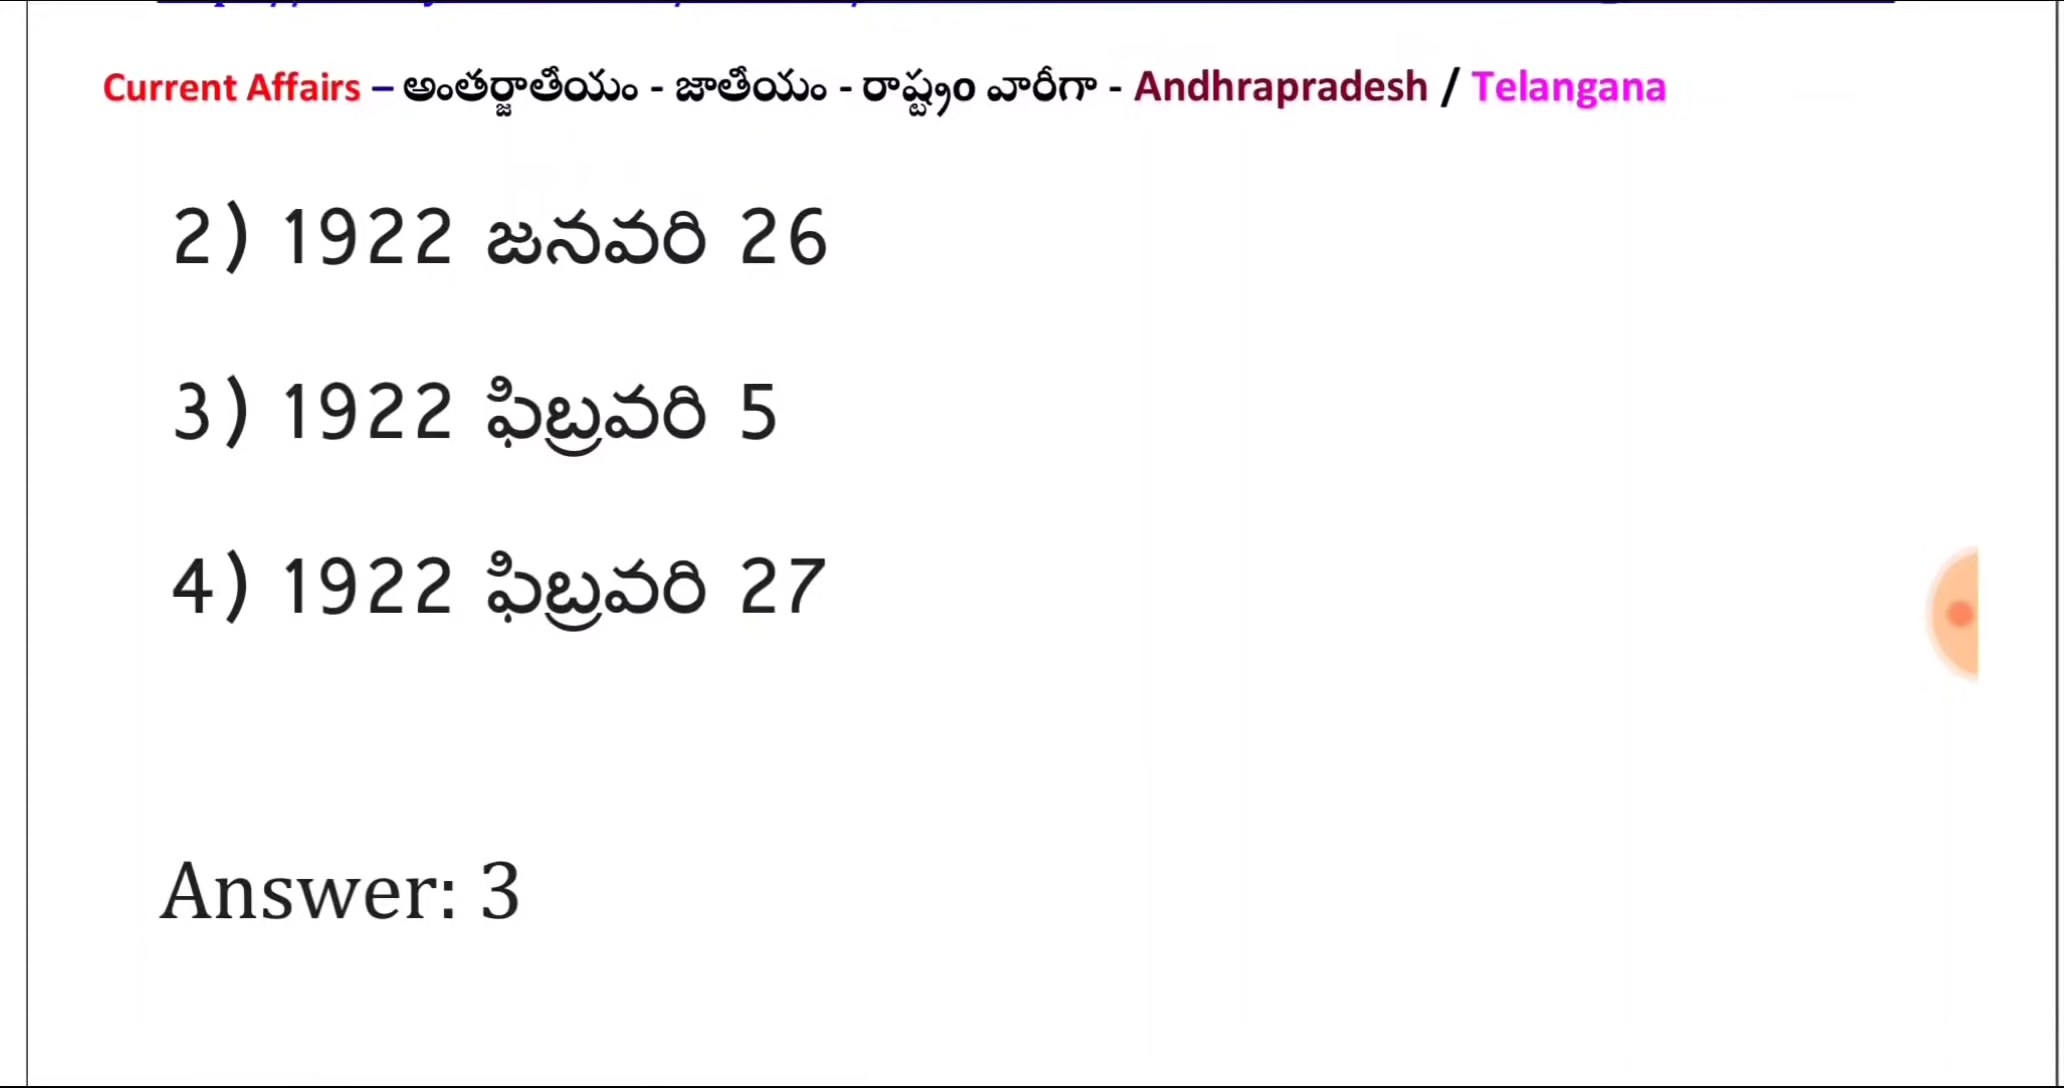 Current Affairs – అంతర్జాతీయం - జాతీయం - రాష్ట్రం వారీగా - Andhrapradesh / Telangana
2) 1922 జనవరి 26
3) 1922 ఫిబ్రవరి 5
4) 1922 ఫిబ్రవరి 27
Answer: 3